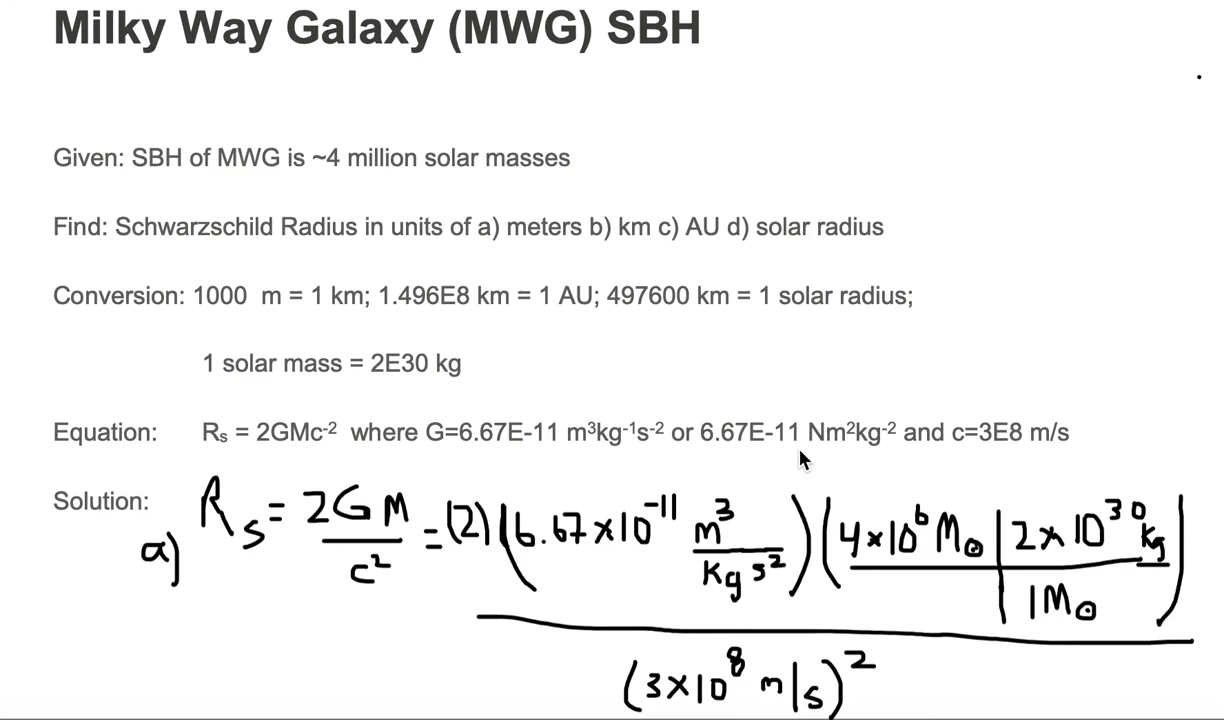 Milky Way Galaxy (MWG) SBH
Given: SBH of MWG is ~4 million solar masses
Find: Schwarzschild Radius in units of a) meters b) km c) AU d) solar radius
Conversion: 1000 m = 1 km; 1.496E8 km = 1 AU; 497600 km = 1 solar radius;
1 solar mass = 2E30 kg
Equation: Rₛ = 2GMc⁻² where G=6.67E-11 m³kg⁻¹s⁻² or 6.67E-11 Nm²kg⁻² and c=3E8 m/s
Solution:
a) Rₛ = 2GM/c² = (2)(6.67×10⁻¹¹ m³/kg s²)(4×10⁶ M⊙ | 2×10³⁰ kg / 1M⊙)
(3×10⁸ m/s)²